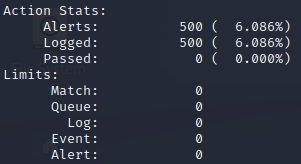 Action Stats:
Alerts: 500 ( 6.086%)
Logged: 500 ( 6.086%)
Passed: 0 ( 0.000%)
Limits:
Match: 0
Queue: 0
Log: 0
Event: 0
Alert: 0